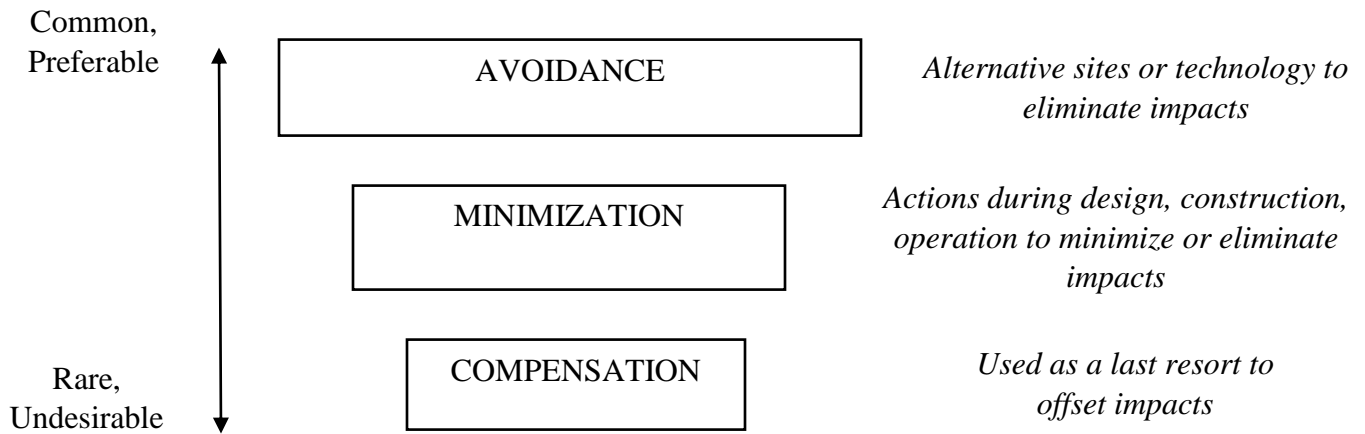 Common,
Preferable
AVOIDANCE
Alternative sites or technology to
eliminate impacts
MINIMIZATION
Actions during design, construction,
operation to minimize or eliminate
impacts
COMPENSATION
Used as a last resort to
offset impacts
Rare,
Undesirable